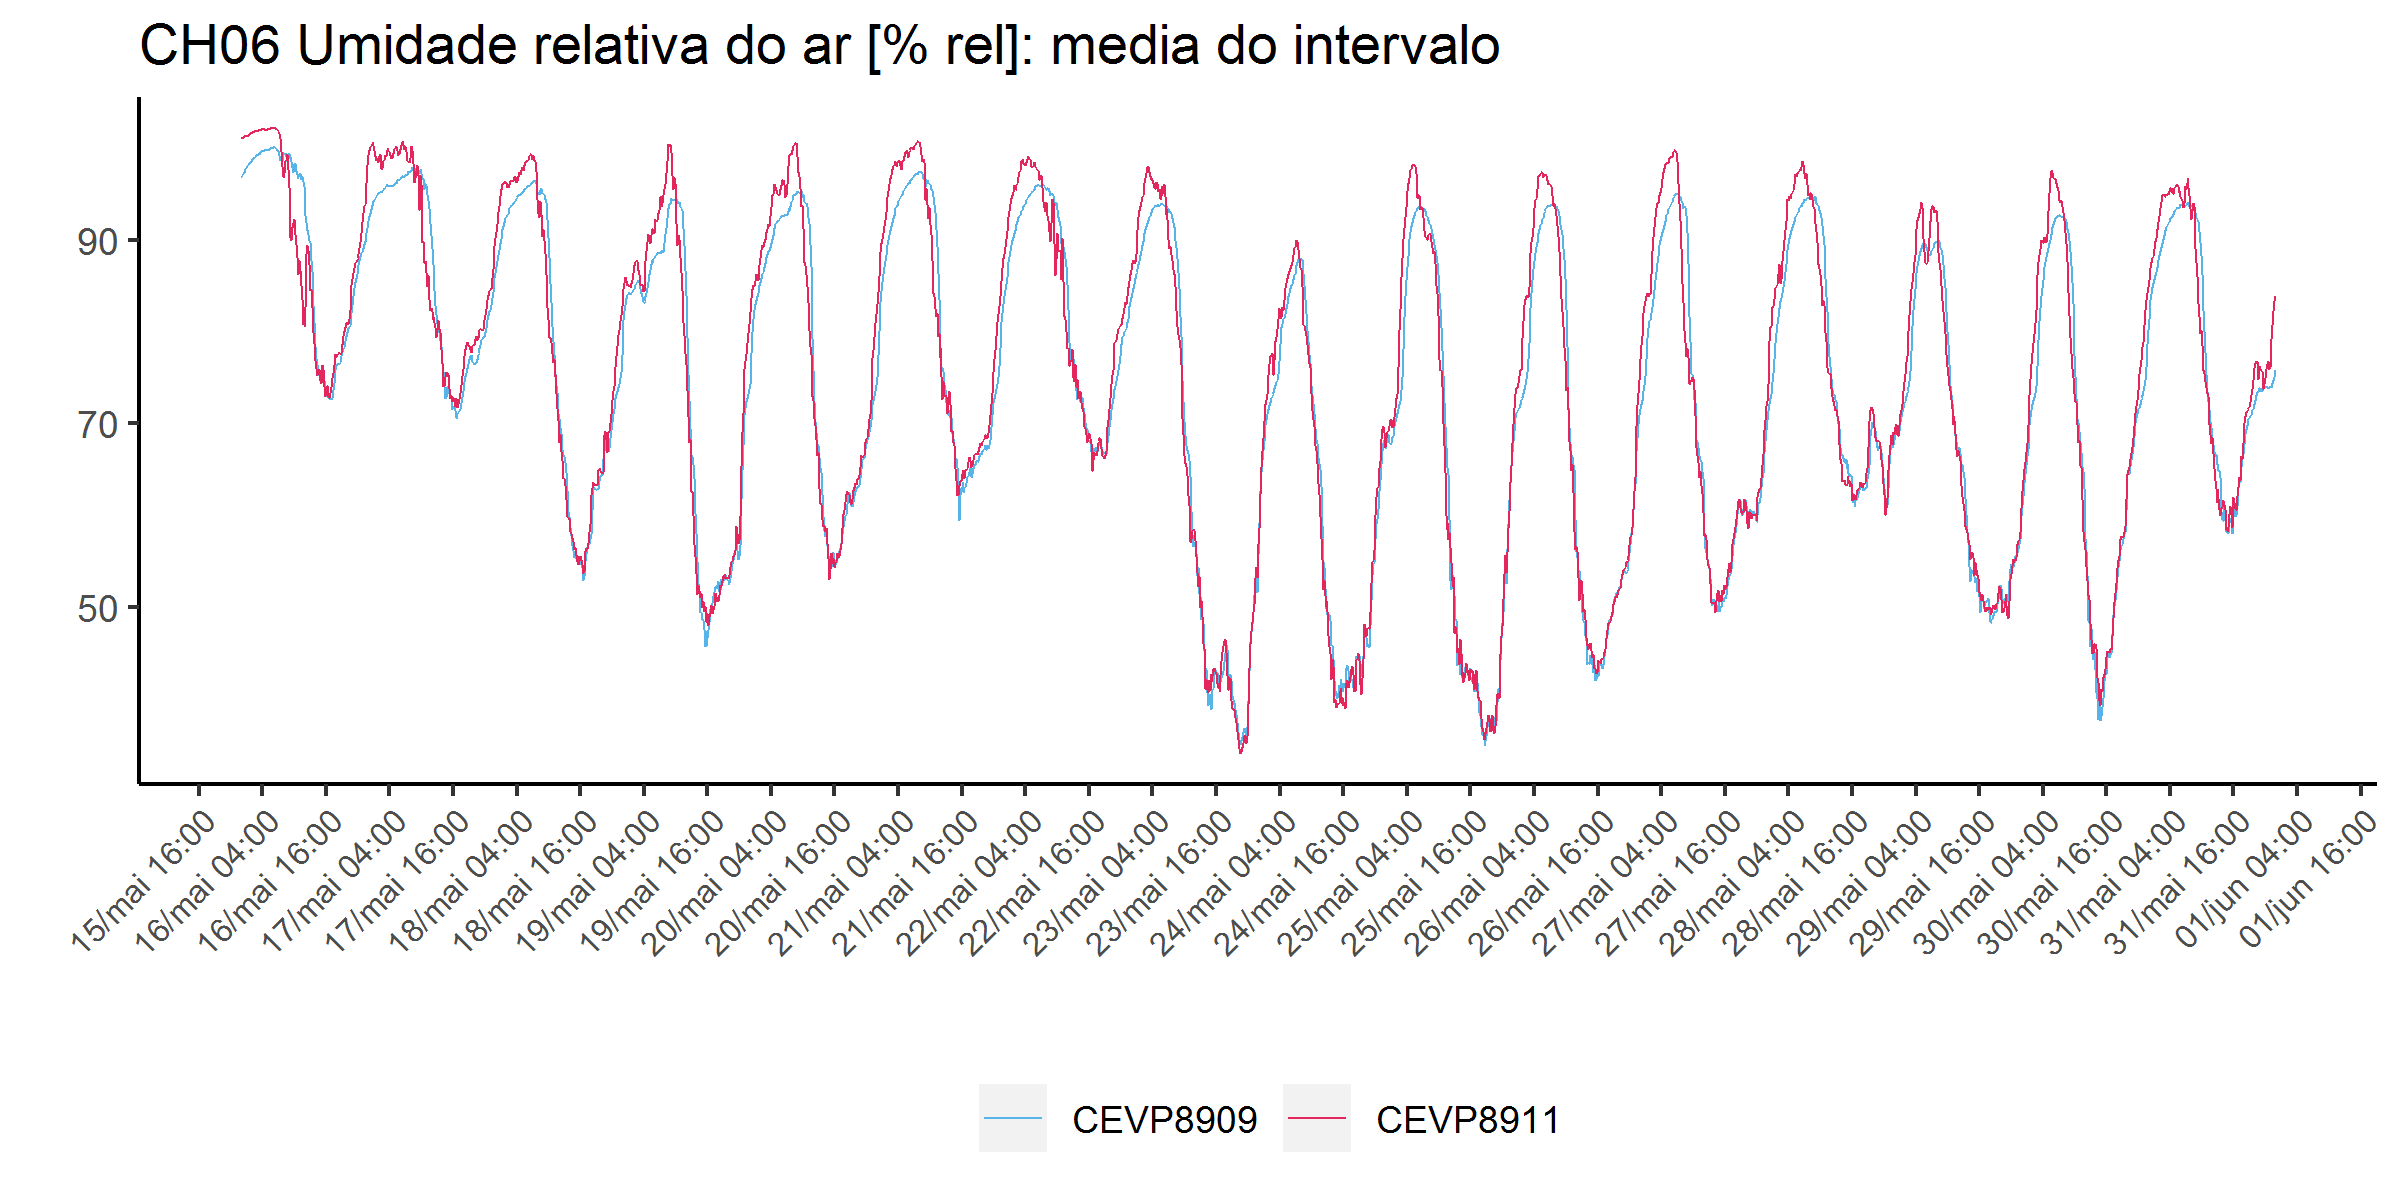 CH06 Umidade relativa do ar [% rel]: media do intervalo
90
70
50
15/mai 16:00
16/mai 04:00
16/mai 16:00
17/mai 04:00
17/mai 16:00
18/mai 04:00
18/mai 16:00
19/mai 04:00
19/mai 16:00
20/mai 04:00
20/mai 16:00
21/mai 04:00
21/mai 16:00
22/mai 04:00
22/mai 16:00
23/mai 04:00
23/mai 16:00
24/mai 04:00
24/mai 16:00
25/mai 04:00
25/mai 16:00
26/mai 04:00
26/mai 16:00
27/mai 04:00
27/mai 16:00
28/mai 04:00
28/mai 16:00
29/mai 04:00
29/mai 16:00
30/mai 04:00
30/mai 16:00
31/mai 04:00
31/mai 16:00
01/jun 04:00
01/jun 16:00
CEVP8909 CEVP8911